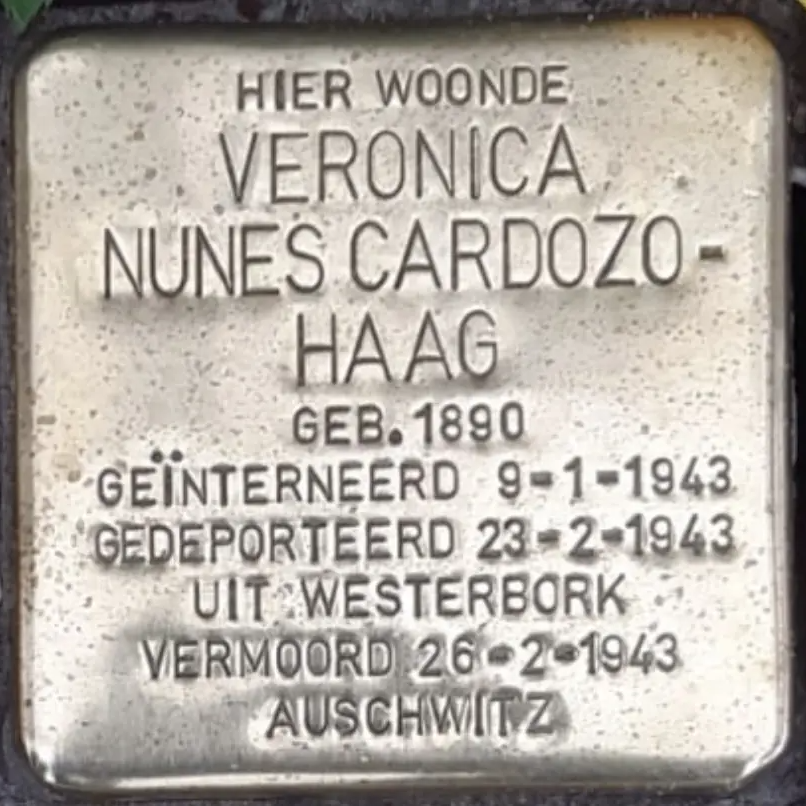 HIER WOONDE
VERONICA
NUNES CARDOZO-
HAAG
GEB. 1890
GEÏNTERNEERD 9-1-1943
GEDEPORTEERD 23-2-1943
UIT WESTERBORK
VERMOORD 26-2-1943
AUSCHWITZ